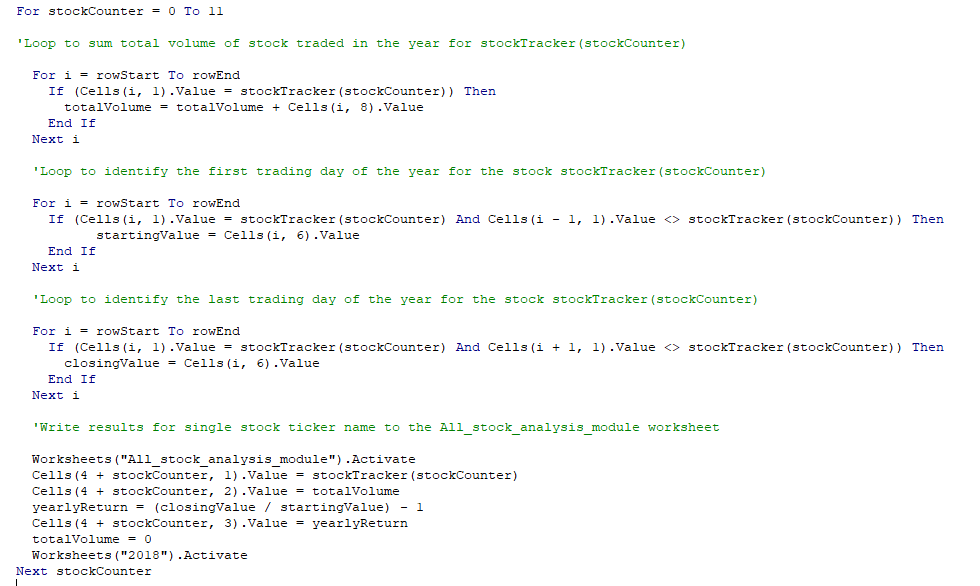 For stockCounter = 0 To 11
'Loop to sum total volume of stock traded in the year for stockTracker(stockCounter)
For i = rowStart To rowEnd
If (Cells(i, 1).Value = stockTracker(stockCounter)) Then
totalVolume = totalVolume + Cells(i, 8).Value
End If
Next i
'Loop to identify the first trading day of the year for the stock stockTracker(stockCounter)
For i = rowStart To rowEnd
If (Cells(i, 1).Value = stockTracker(stockCounter) And Cells(i - 1, 1).Value <> stockTracker(stockCounter)) Then
startingValue = Cells(i, 6).Value
End If
Next i
'Loop to identify the last trading day of the year for the stock stockTracker(stockCounter)
For i = rowStart To rowEnd
If (Cells(i, 1).Value = stockTracker(stockCounter) And Cells(i + 1, 1).Value <> stockTracker(stockCounter)) Then
closingValue = Cells(i, 6).Value
End If
Next i
'Write results for single stock ticker name to the All_stock_analysis_module worksheet
Worksheets("All_stock_analysis_module").Activate
Cells(4 + stockCounter, 1).Value = stockTracker(stockCounter)
Cells(4 + stockCounter, 2).Value = totalVolume
yearlyReturn = (closingValue / startingValue) - 1
Cells(4 + stockCounter, 3).Value = yearlyReturn
totalVolume = 0
Worksheets("2018").Activate
Next stockCounter